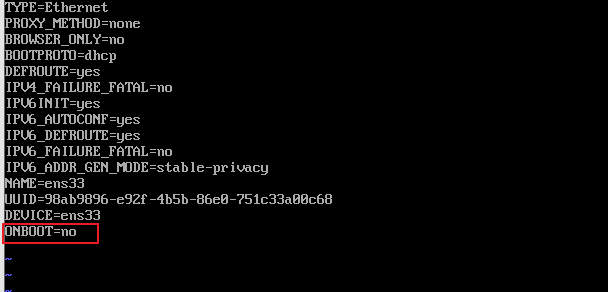 TYPE=Ethernet
PROXY_METHOD=none
BROWSER_ONLY=no
BOOTPROTO=dhcp
DEFROUTE=yes
IPV4_FAILURE_FATAL=no
IPV6INIT=yes
IPV6_AUTOCONF=yes
IPV6_DEFROUTE=yes
IPV6_FAILURE_FATAL=no
IPV6_ADDR_GEN_MODE=stable-privacy
NAME=ens33
UUID=98ab9896-e92f-4b5b-86e0-751c33a00c68
DEVICE=ens33
ONBOOT=no
~
~
~